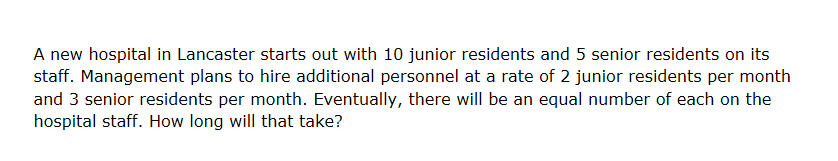 A new hospital in Lancaster starts out with 10 junior residents and 5 senior residents on its
staff. Management plans to hire additional personnel at a rate of 2 junior residents per month
and 3 senior residents per month. Eventually, there will be an equal number of each on the
hospital staff. How long will that take?